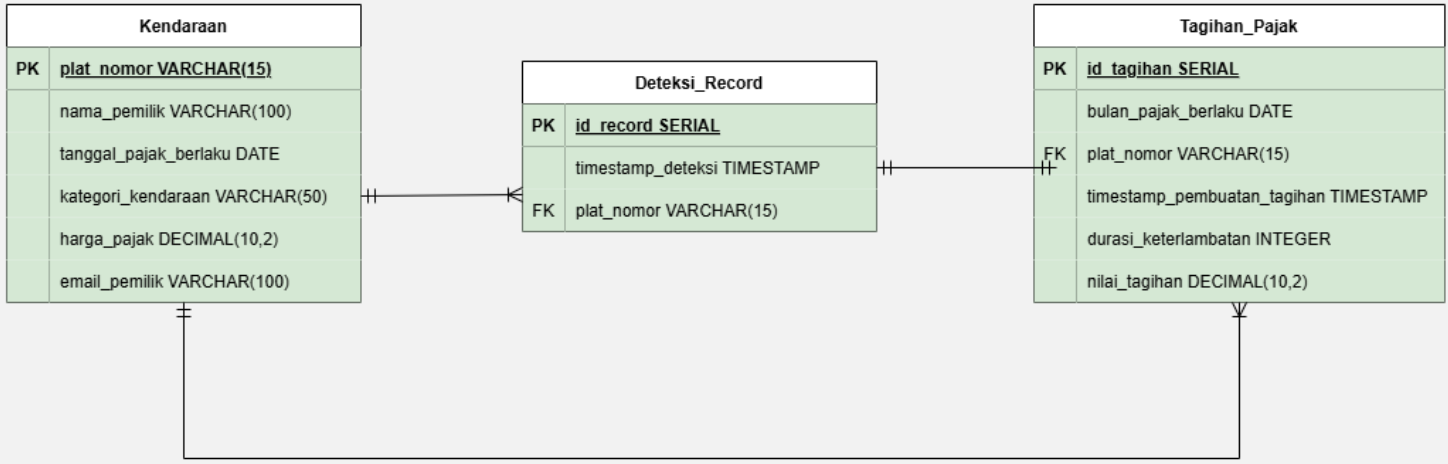 Kendaraan
PK plat_nomor VARCHAR(15)
nama_pemilik VARCHAR(100)
tanggal_pajak_berlaku DATE
kategori_kendaraan VARCHAR(50)
harga_pajak DECIMAL(10,2)
email_pemilik VARCHAR(100)
Deteksi_Record
PK id_record SERIAL
timestamp_deteksi TIMESTAMP
FK plat_nomor VARCHAR(15)
Tagihan_Pajak
PK id_tagihan SERIAL
bulan_pajak_berlaku DATE
FK plat_nomor VARCHAR(15)
timestamp_pembuatan_tagihan TIMESTAMP
durasi_keterlambatan INTEGER
nilai_tagihan DECIMAL(10,2)